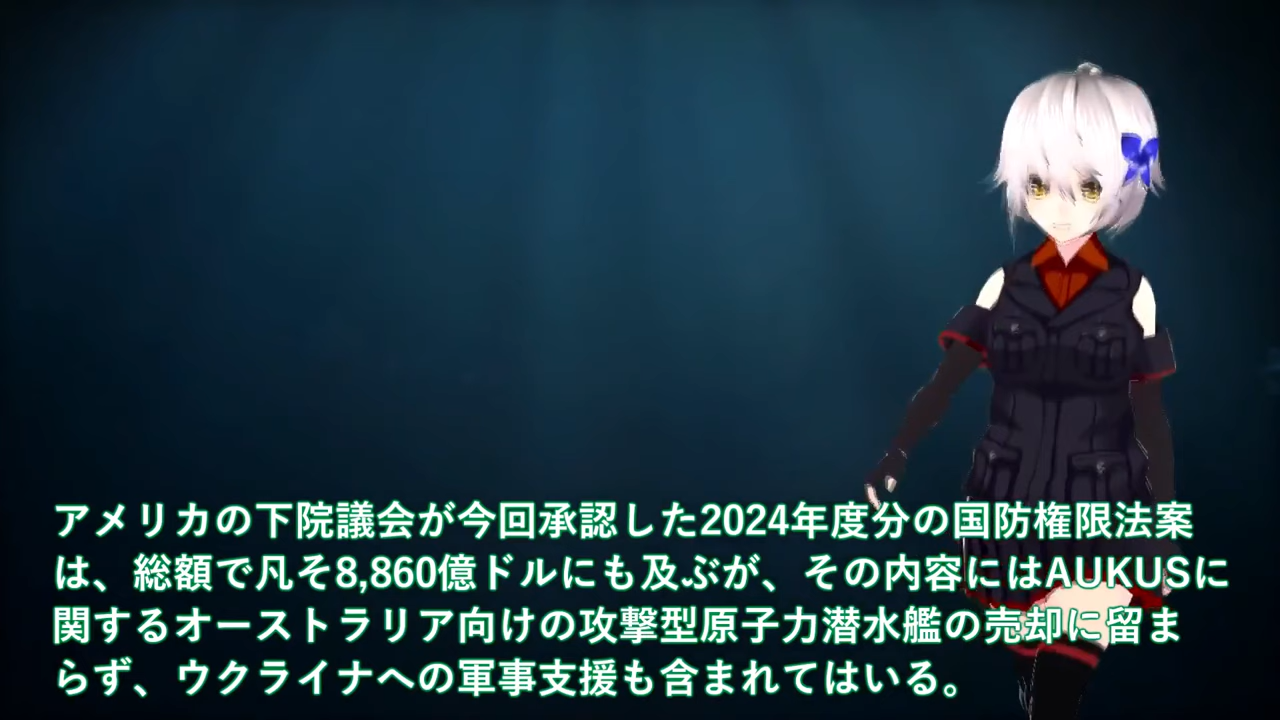 アメリカの下院議会が今回承認した2024年度分の国防権限法案
は、総額で凡そ8,860億ドルにも及ぶが、その内容にはAUKUSに
関するオーストラリア向けの攻撃型原子力潜水艦の売却に留ま
らず、ウクライナへの軍事支援も含まれてはいる。